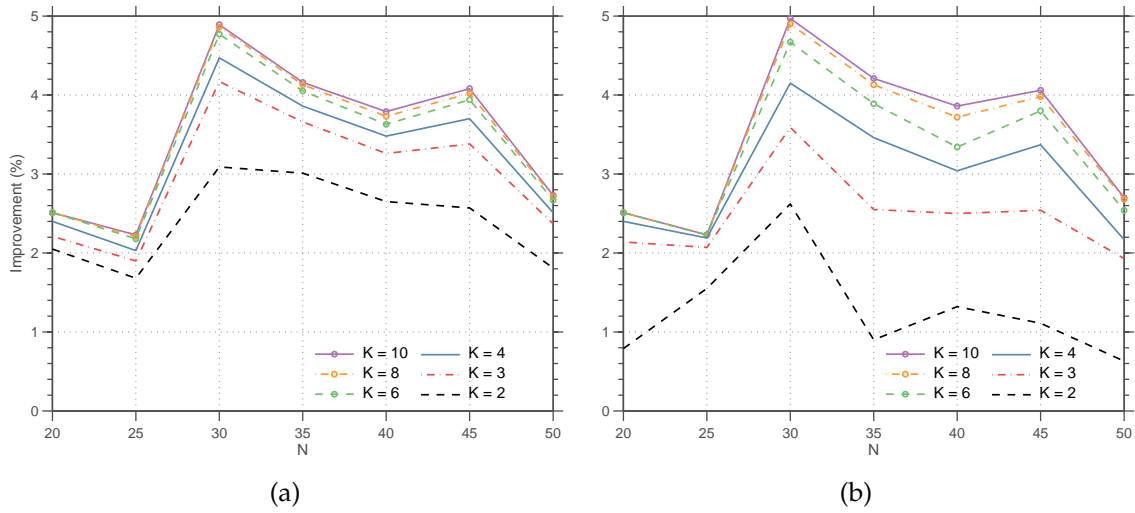 5
4
3
2
1
0
Improvement (%)
20 25 30 35 40 45 50
N
K = 10 K = 4
K = 8 K = 3
K = 6 K = 2
(a)
5
4
3
2
1
0
20 25 30 35 40 45 50
N
K = 10 K = 4
K = 8 K = 3
K = 6 K = 2
(b)